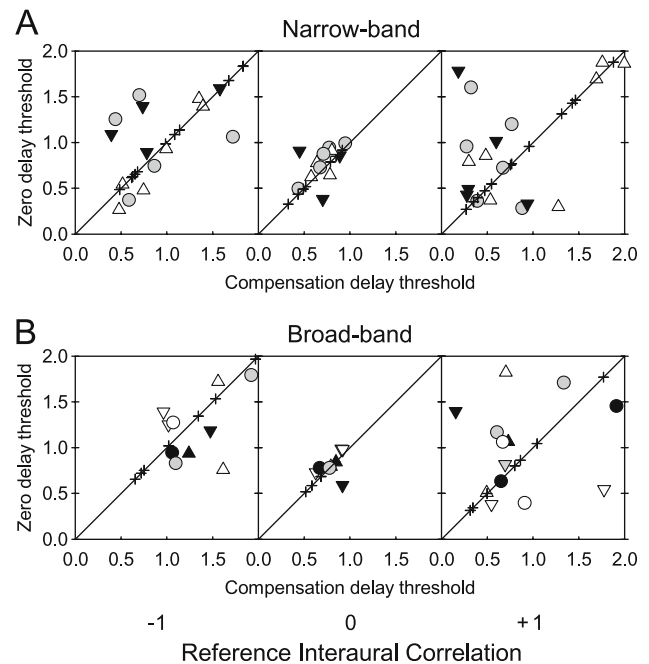 A
Narrow-band
Zero delay threshold
2.0
1.5
1.0
0.5
0.0
0.0 0.5 1.0 1.5 0.0 0.5 1.0 1.5 0.0 0.5 1.0 1.5 2.0
Compensation delay threshold
B
Broad-band
Zero delay threshold
2.0
1.5
1.0
0.5
0.0
0.0 0.5 1.0 1.5 0.0 0.5 1.0 1.5 0.0 0.5 1.0 1.5 2.0
Compensation delay threshold
-1 0 +1
Reference Interaural Correlation